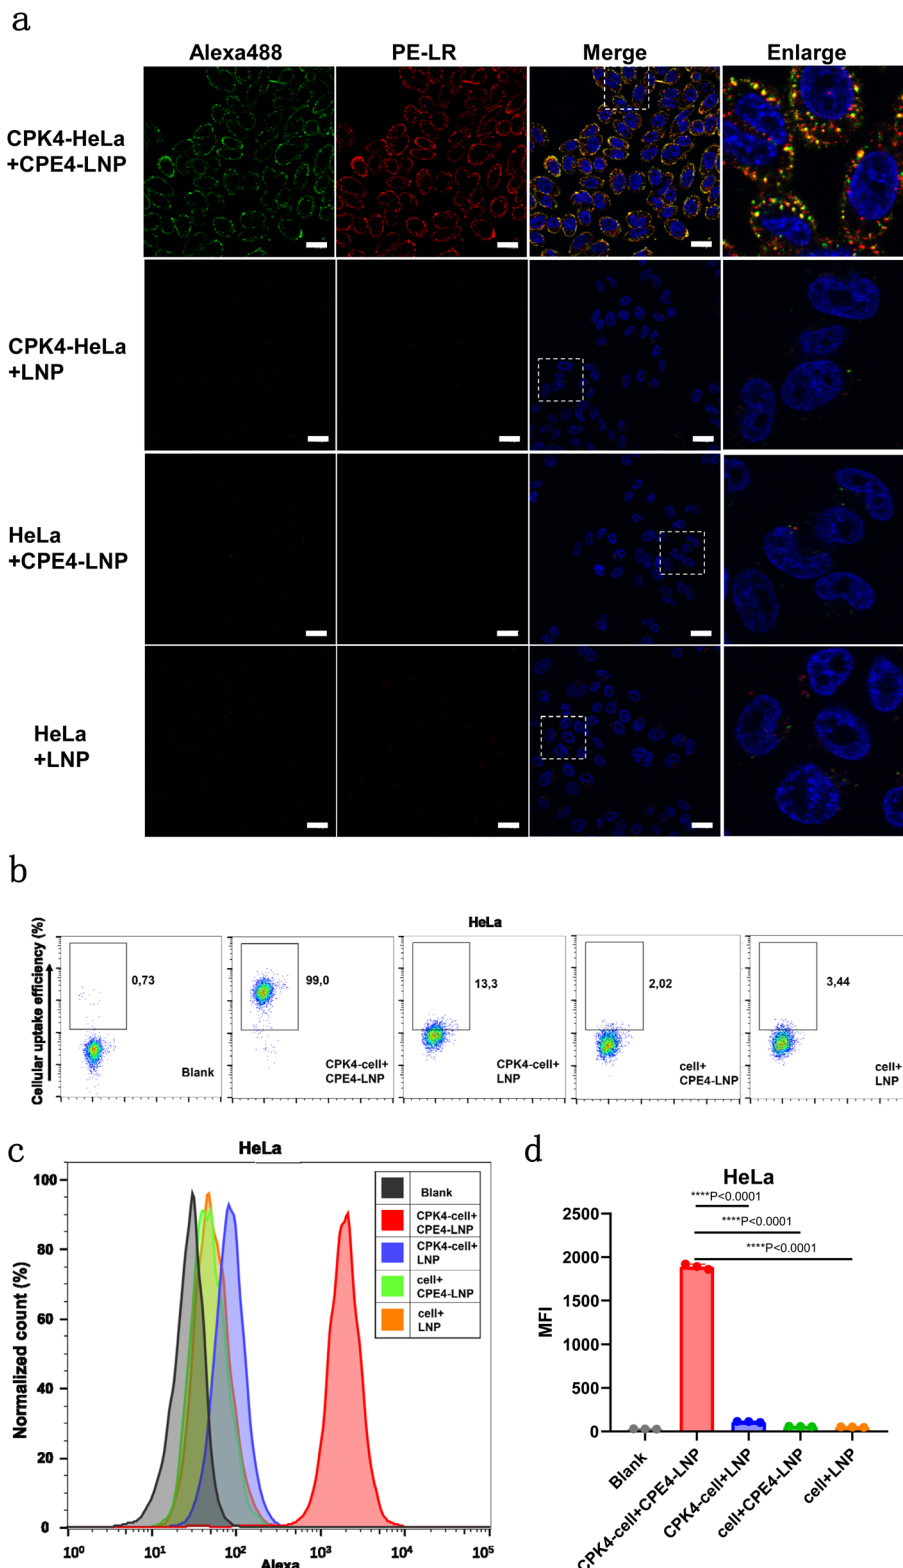 a
Alexa488 PE-LR Merge Enlarge
CPK4-HeLa
+CPE4-LNP
CPK4-HeLa
+LNP
HeLa
+CPE4-LNP
HeLa
+LNP
b
HeLa
Cellular uptake efficiency (%)
0,73
Blank
99,0
CPK4-cell+
CPE4-LNP
13,3
CPK4-cell+
LNP
2,02
cell+
CPE4-LNP
3,44
cell+
LNP
c
HeLa
Normalized count (%)
100
80
60
40
20
0
10⁰ 10¹ 10² 10³ 10⁴ 10⁵
Alexa
Blank
CPK4-cell+
CPE4-LNP
CPK4-cell+
LNP
cell+
CPE4-LNP
cell+
LNP
d
HeLa
****P<0.0001
****P<0.0001
****P<0.0001
MFI
2500
2000
1500
1000
500
0
Blank
CPK4-cell+CPE4-LNP
CPK4-cell+LNP
cell+CPE4-LNP
cell+LNP